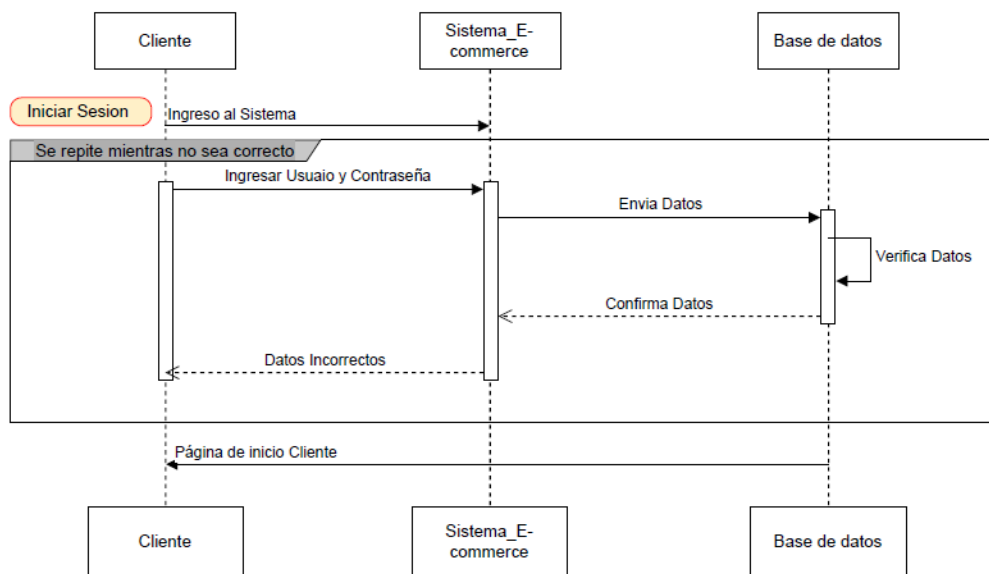 Cliente
Sistema_E-
commerce
Base de datos
Iniciar Sesion
Ingreso al Sistema
Se repite mientras no sea correcto
Ingresar Usuaio y Contraseña
Envia Datos
Verifica Datos
Confirma Datos
Datos Incorrectos
Página de inicio Cliente
Cliente
Sistema_E-
commerce
Base de datos